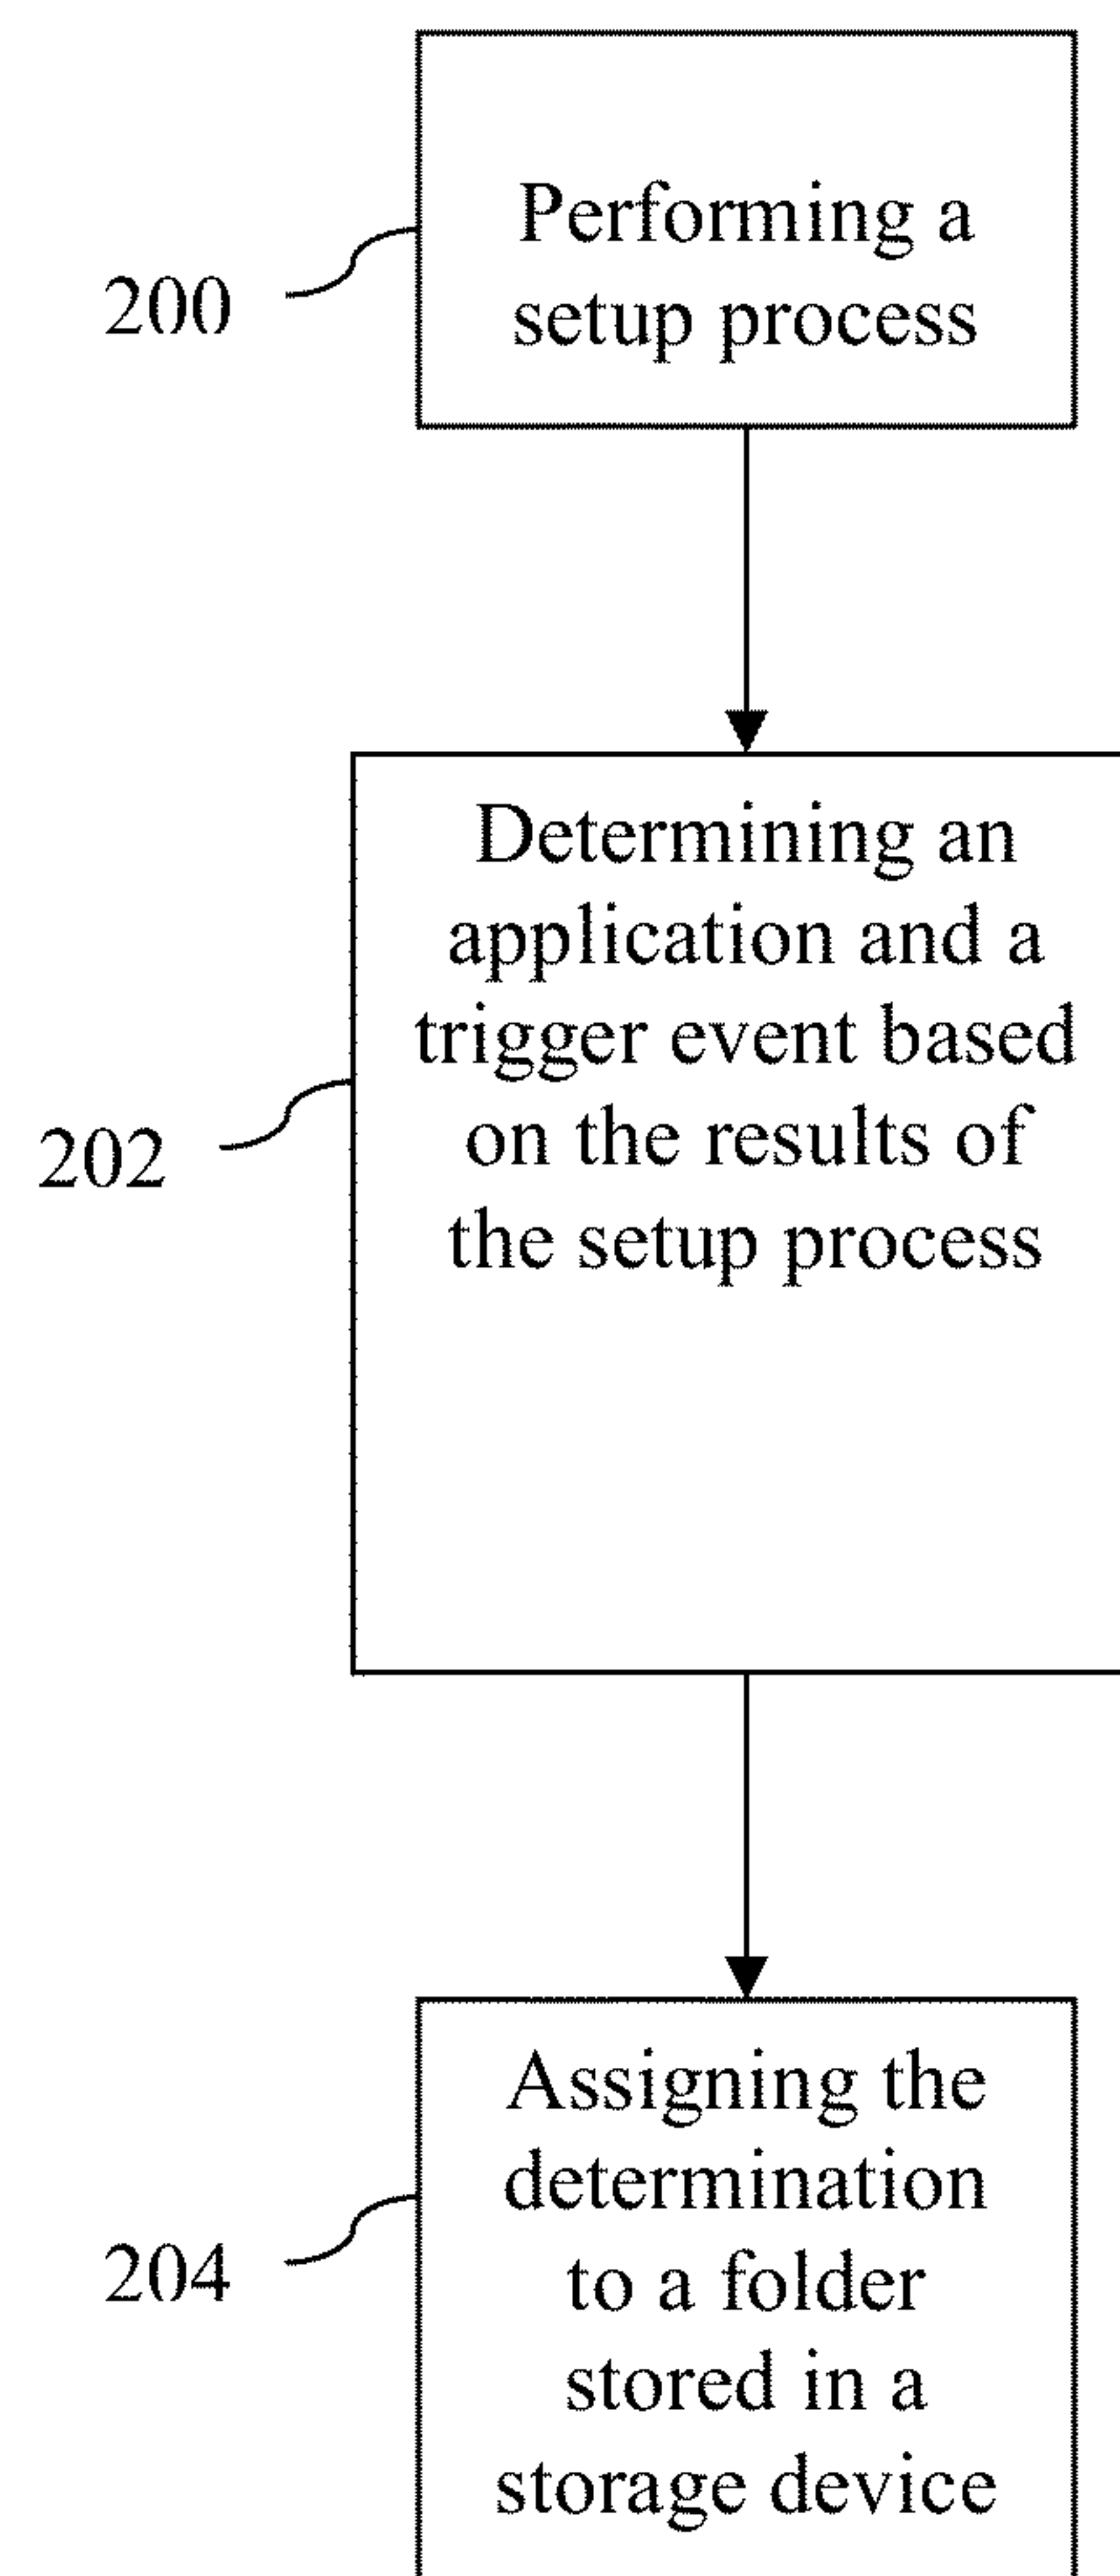 Performing a
setup process
200
Determining an
application and a
trigger event based
on the results of
the setup process
202
Assigning the
determination
to a folder
stored in a
storage device
204